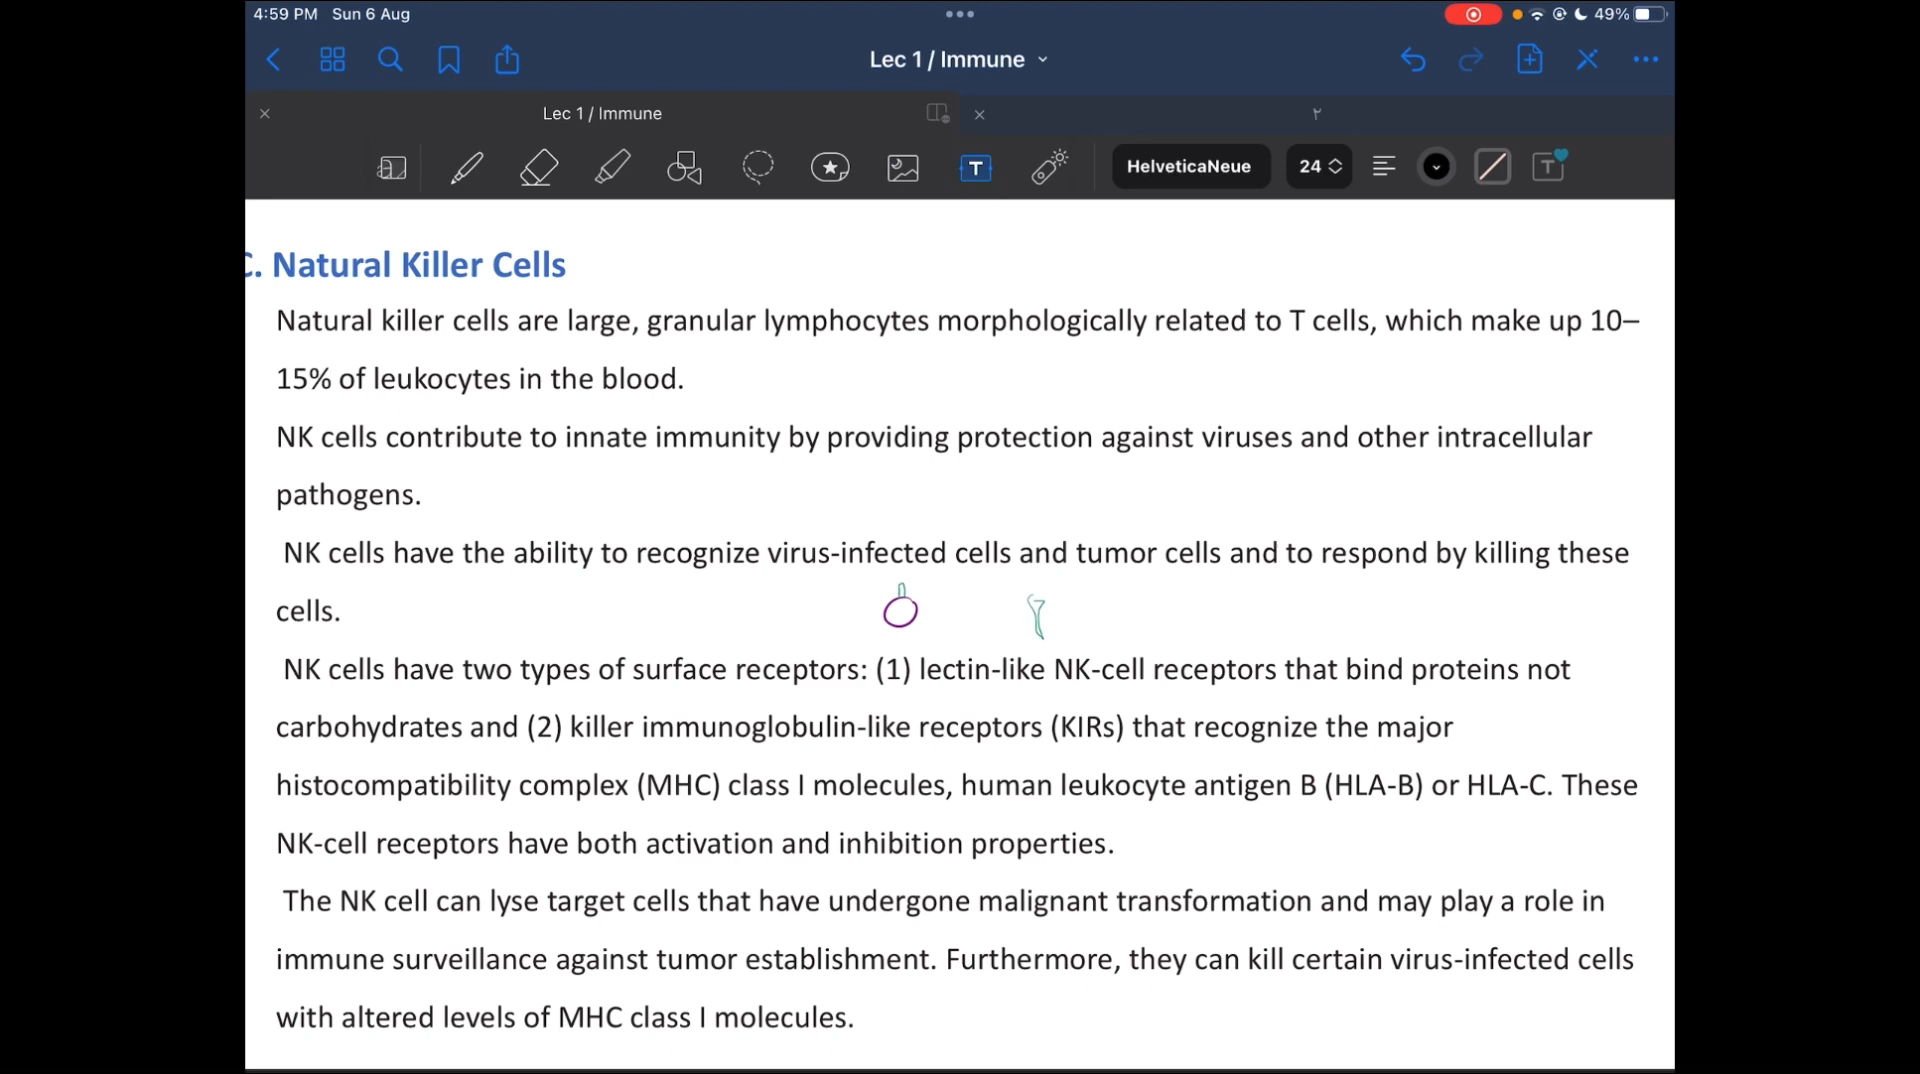 4:59 PM Sun 6 Aug
49%
Lec 1 / Immune
Lec 1 / Immune
٢
HelveticaNeue 24
C. Natural Killer Cells
Natural killer cells are large, granular lymphocytes morphologically related to T cells, which make up 10–
15% of leukocytes in the blood.
NK cells contribute to innate immunity by providing protection against viruses and other intracellular
pathogens.
NK cells have the ability to recognize virus-infected cells and tumor cells and to respond by killing these
cells.
NK cells have two types of surface receptors: (1) lectin-like NK-cell receptors that bind proteins not
carbohydrates and (2) killer immunoglobulin-like receptors (KIRs) that recognize the major
histocompatibility complex (MHC) class I molecules, human leukocyte antigen B (HLA-B) or HLA-C. These
NK-cell receptors have both activation and inhibition properties.
The NK cell can lyse target cells that have undergone malignant transformation and may play a role in
immune surveillance against tumor establishment. Furthermore, they can kill certain virus-infected cells
with altered levels of MHC class I molecules.